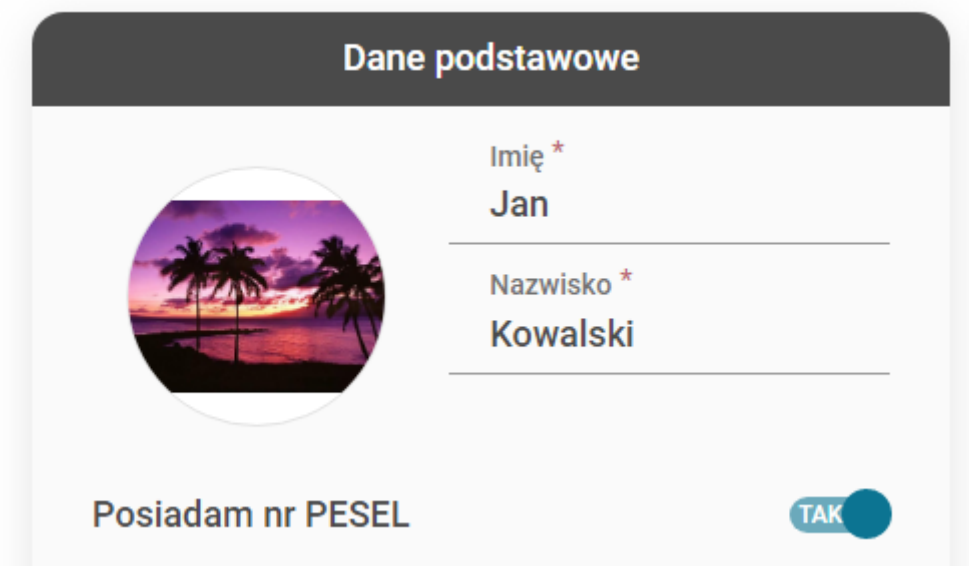 Dane podstawowe
Imię *
Jan
Nazwisko *
Kowalski
Posiadam nr PESEL
TAK